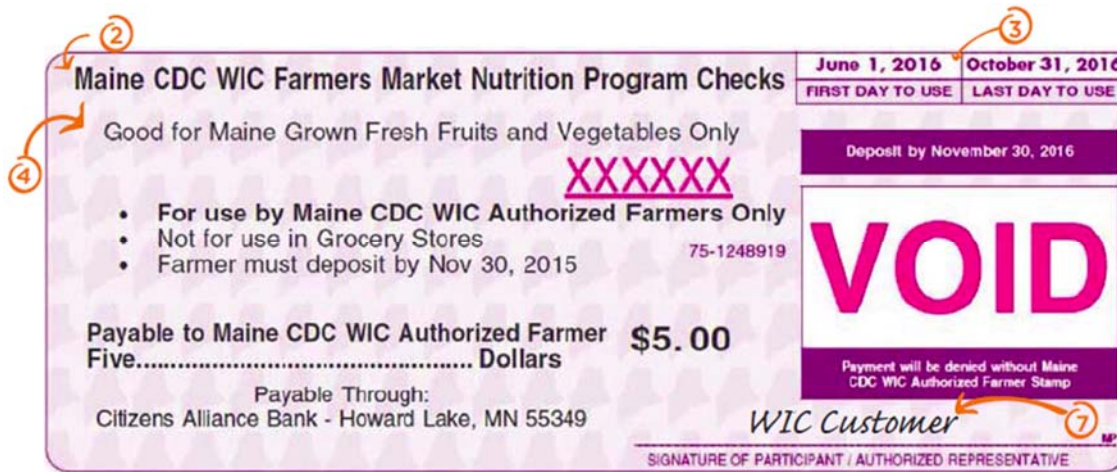 2
3
Maine CDC WIC Farmers Market Nutrition Program Checks
June 1, 2016 October 31, 2016
FIRST DAY TO USE LAST DAY TO USE
4
Good for Maine Grown Fresh Fruits and Vegetables Only
Deposit by November 30, 2016
XXXXXX
• For use by Maine CDC WIC Authorized Farmers Only
• Not for use in Grocery Stores
75-1248919
• Farmer must deposit by Nov 30, 2015
VOID
Payable to Maine CDC WIC Authorized Farmer $5.00
Five................................................ Dollars
Payment will be denied without Maine
CDC WIC Authorized Farmer Stamp
Payable Through:
Citizens Alliance Bank - Howard Lake, MN 55349
WIC Customer
7
SIGNATURE OF PARTICIPANT / AUTHORIZED REPRESENTATIVE